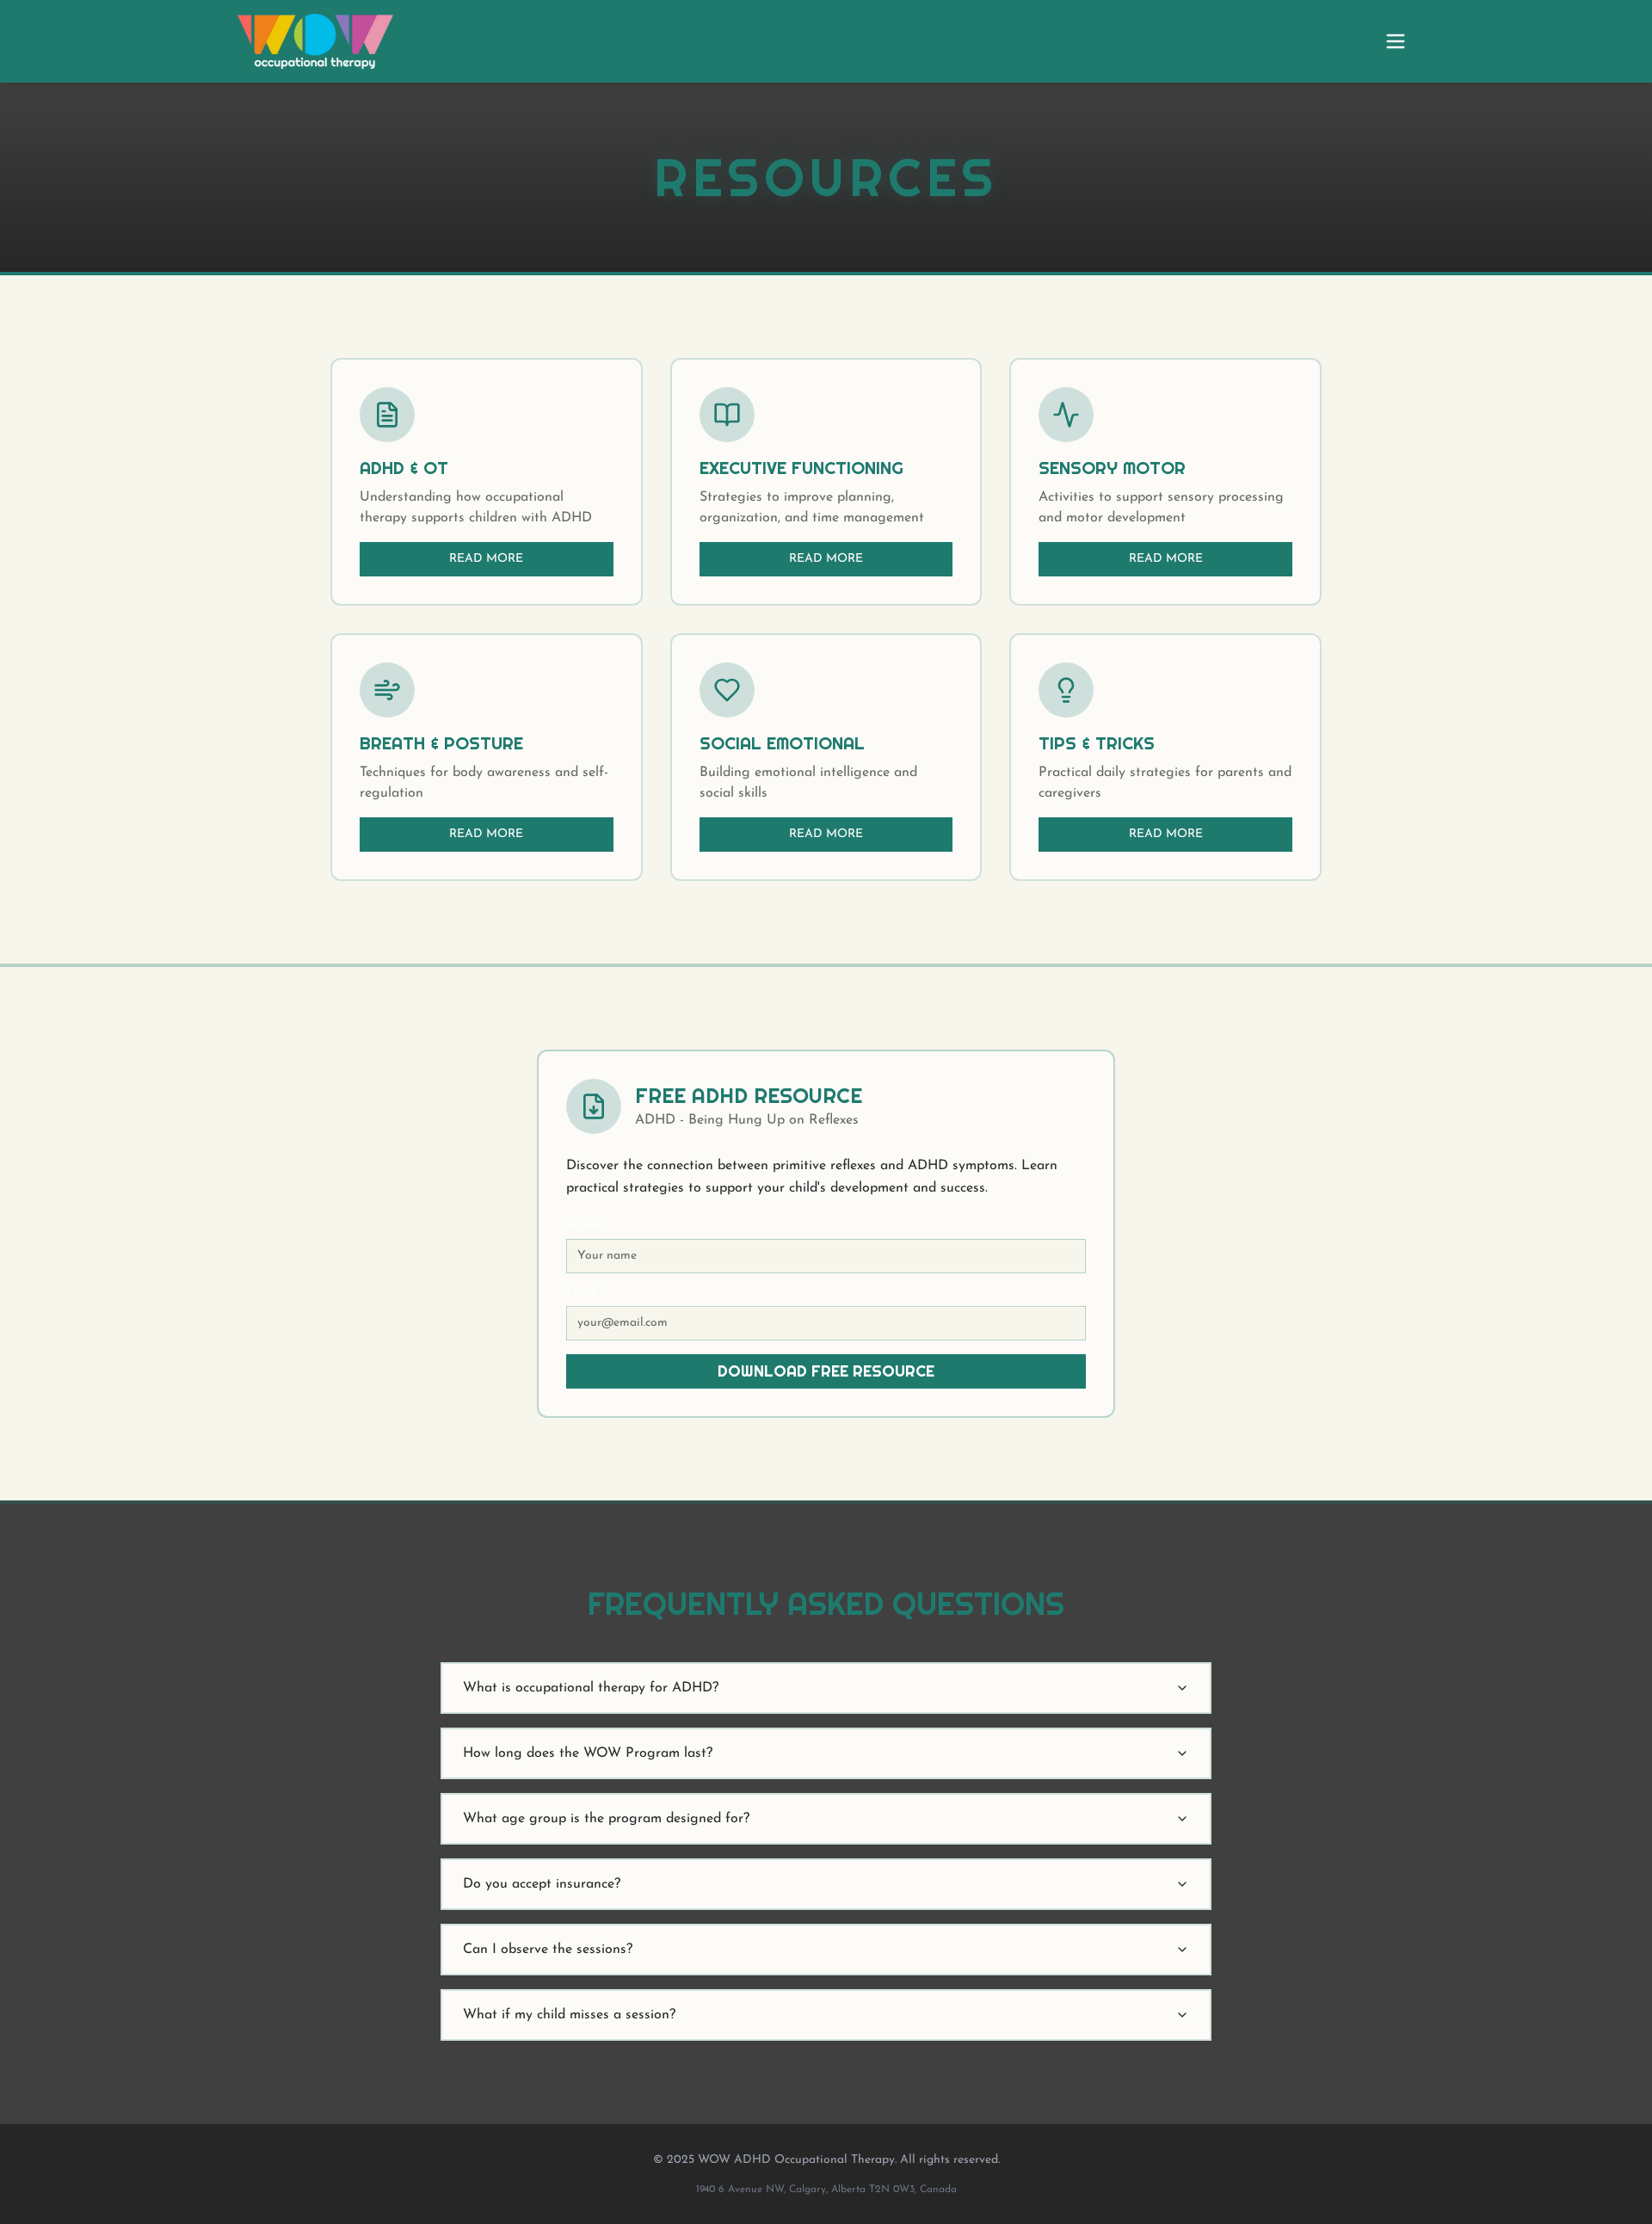 WOW
occupational therapy
RESOURCES
ADHD & OT
Understanding how occupational
therapy supports children with ADHD
READ MORE
EXECUTIVE FUNCTIONING
Strategies to improve planning,
organization, and time management
READ MORE
SENSORY MOTOR
Activities to support sensory processing
and motor development
READ MORE
BREATH & POSTURE
Techniques for body awareness and self-
regulation
READ MORE
SOCIAL EMOTIONAL
Building emotional intelligence and
social skills
READ MORE
TIPS & TRICKS
Practical daily strategies for parents and
caregivers
READ MORE
FREE ADHD RESOURCE
ADHD - Being Hung Up on Reflexes
Discover the connection between primitive reflexes and ADHD symptoms. Learn
practical strategies to support your child's development and success.
Your name
your@email.com
DOWNLOAD FREE RESOURCE
FREQUENTLY ASKED QUESTIONS
What is occupational therapy for ADHD?
How long does the WOW Program last?
What age group is the program designed for?
Do you accept insurance?
Can I observe the sessions?
What if my child misses a session?
© 2025 WOW ADHD Occupational Therapy. All rights reserved.
1940 6 Avenue NW, Calgary, Alberta T2N 0W3, Canada